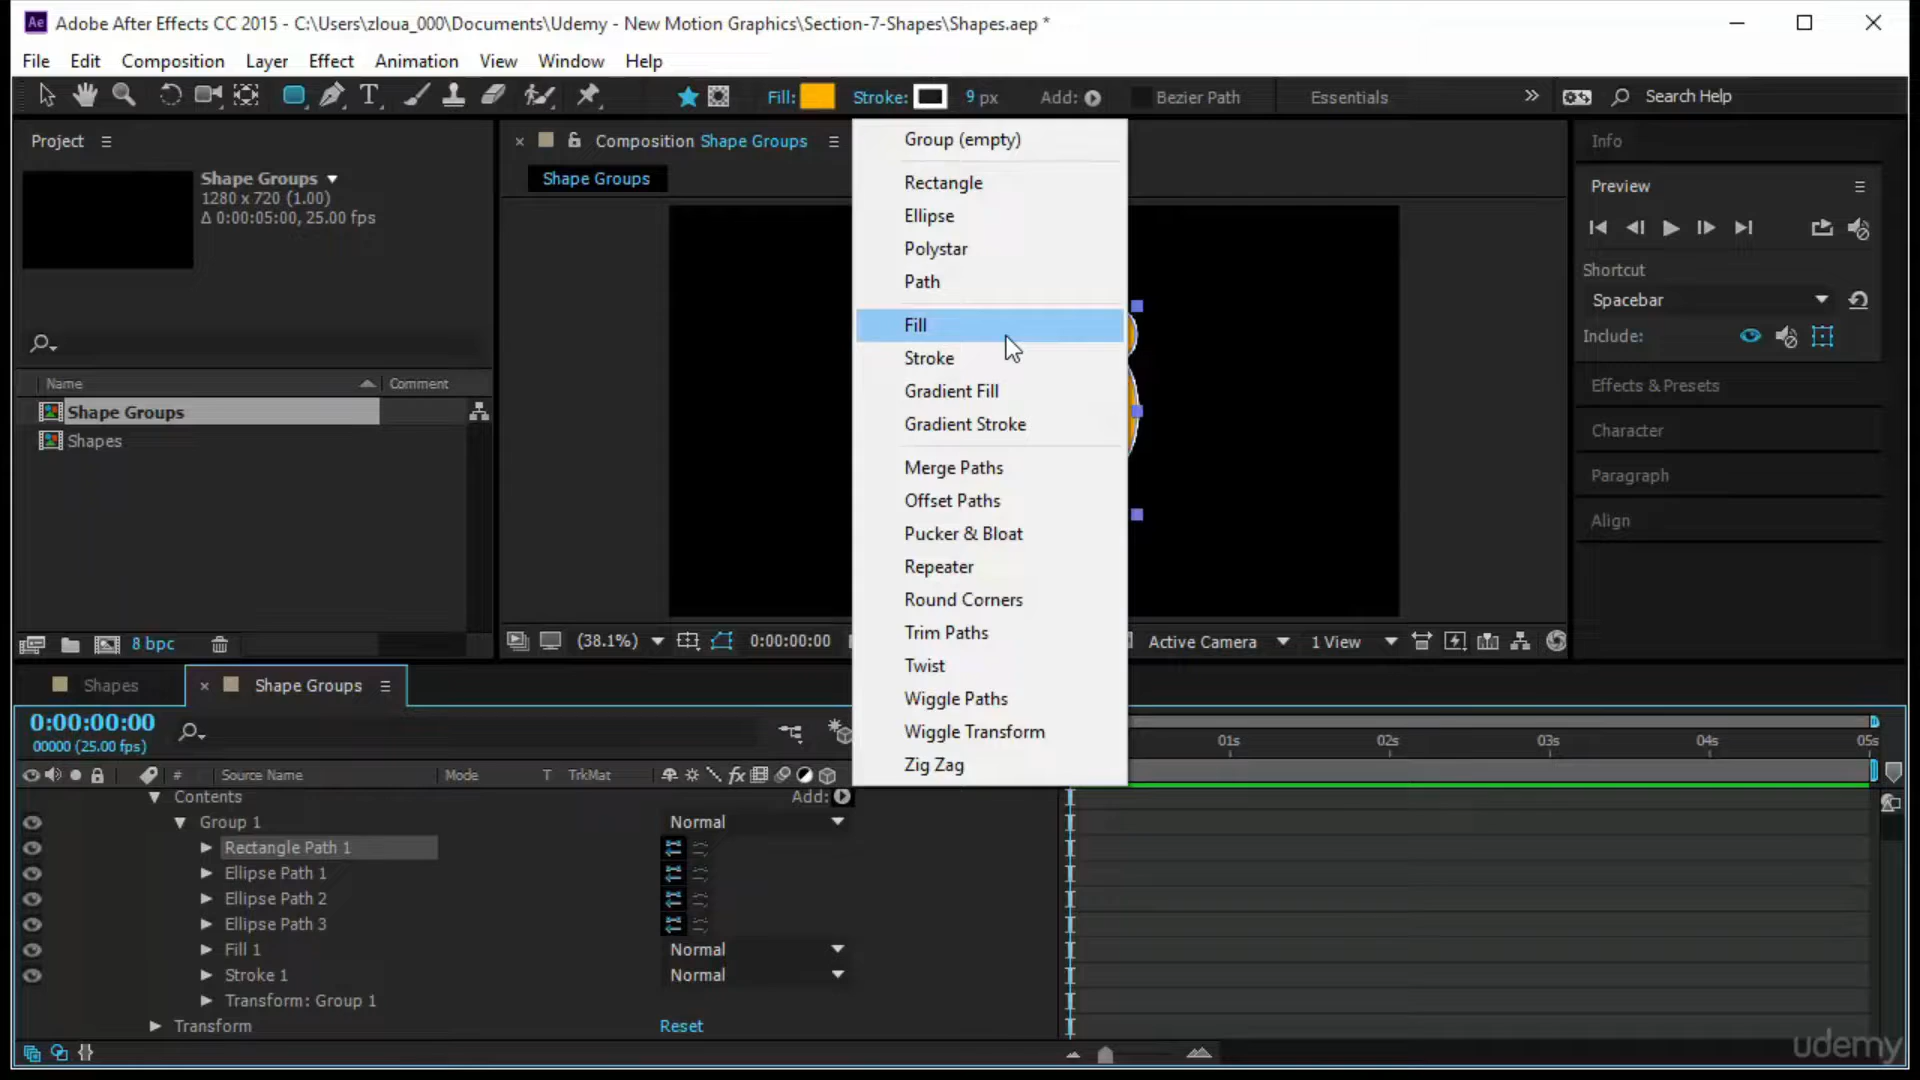 Ae Adobe After Effects CC 2015 - C:\Users\zloua_000\Documents\Udemy - New Motion Graphics\Section-7-Shapes\Shapes.aep *
File Edit Composition Layer Effect Animation View Window Help
T Fill: Stroke: 9 px Add: Bezier Path Essentials Search Help
Project
Shape Groups
1280 x 720 (1.00)
Δ 0:00:05:00, 25.00 fps
Name Comment
Shape Groups
Shapes
8 bpc
Composition Shape Groups
Shape Groups
(38.1%) 0:00:00:00 Active Camera 1 View
Group (empty)
Rectangle
Ellipse
Polystar
Path
Fill
Stroke
Gradient Fill
Gradient Stroke
Merge Paths
Offset Paths
Pucker & Bloat
Repeater
Round Corners
Trim Paths
Twist
Wiggle Paths
Wiggle Transform
Zig Zag
Info
Preview
Shortcut
Spacebar
Include:
Effects & Presets
Character
Paragraph
Align
Shapes Shape Groups
0:00:00:00
00000 (25.00 fps)
01s 02s 03s 04s 05s
# Source Name Mode T TrkMat fx
Contents Add:
Group 1 Normal
Rectangle Path 1
Ellipse Path 1
Ellipse Path 2
Ellipse Path 3
Fill 1 Normal
Stroke 1 Normal
Transform: Group 1
Transform Reset
udemy